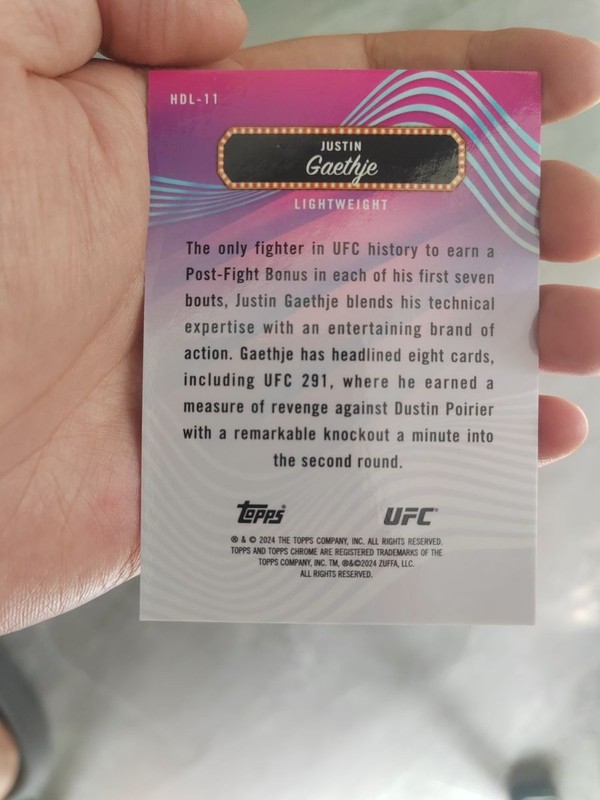 HDL-11
JUSTIN
Gaethje
LIGHTWEIGHT
The only fighter in UFC history to earn a
Post-Fight Bonus in each of his first seven
bouts, Justin Gaethje blends his technical
expertise with an entertaining brand of
action. Gaethje has headlined eight cards,
including UFC 291, where he earned a
measure of revenge against Dustin Poirier
with a remarkable knockout a minute into
the second round.
topps® UFC®
® & © 2024 THE TOPPS COMPANY, INC. ALL RIGHTS RESERVED.
TOPPS AND TOPPS CHROME ARE REGISTERED TRADEMARKS OF THE
TOPPS COMPANY, INC. TM, ®&©2024 ZUFFA, LLC.
ALL RIGHTS RESERVED.